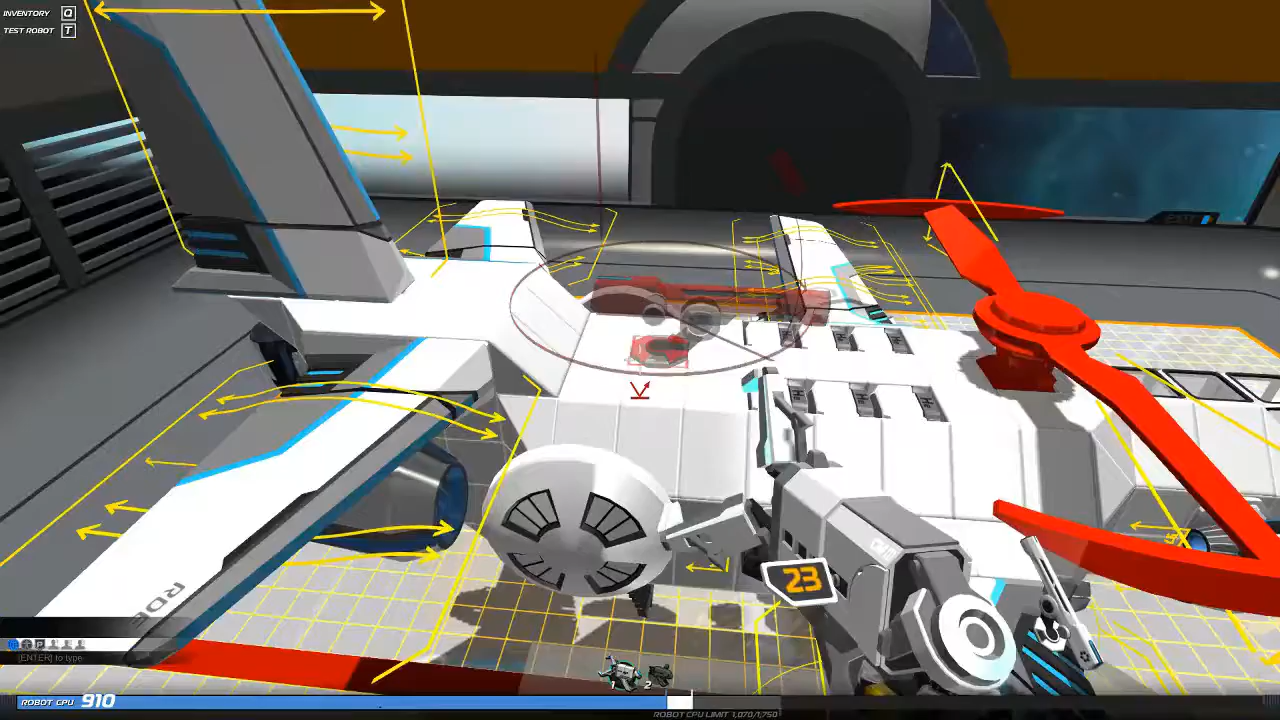 INVENTORY Q
TEST ROBOT T
EXIT
23
[ENTER] to type
1 2
ROBOT CPU 910
ROBOT CPU LIMIT 1,070/1,750